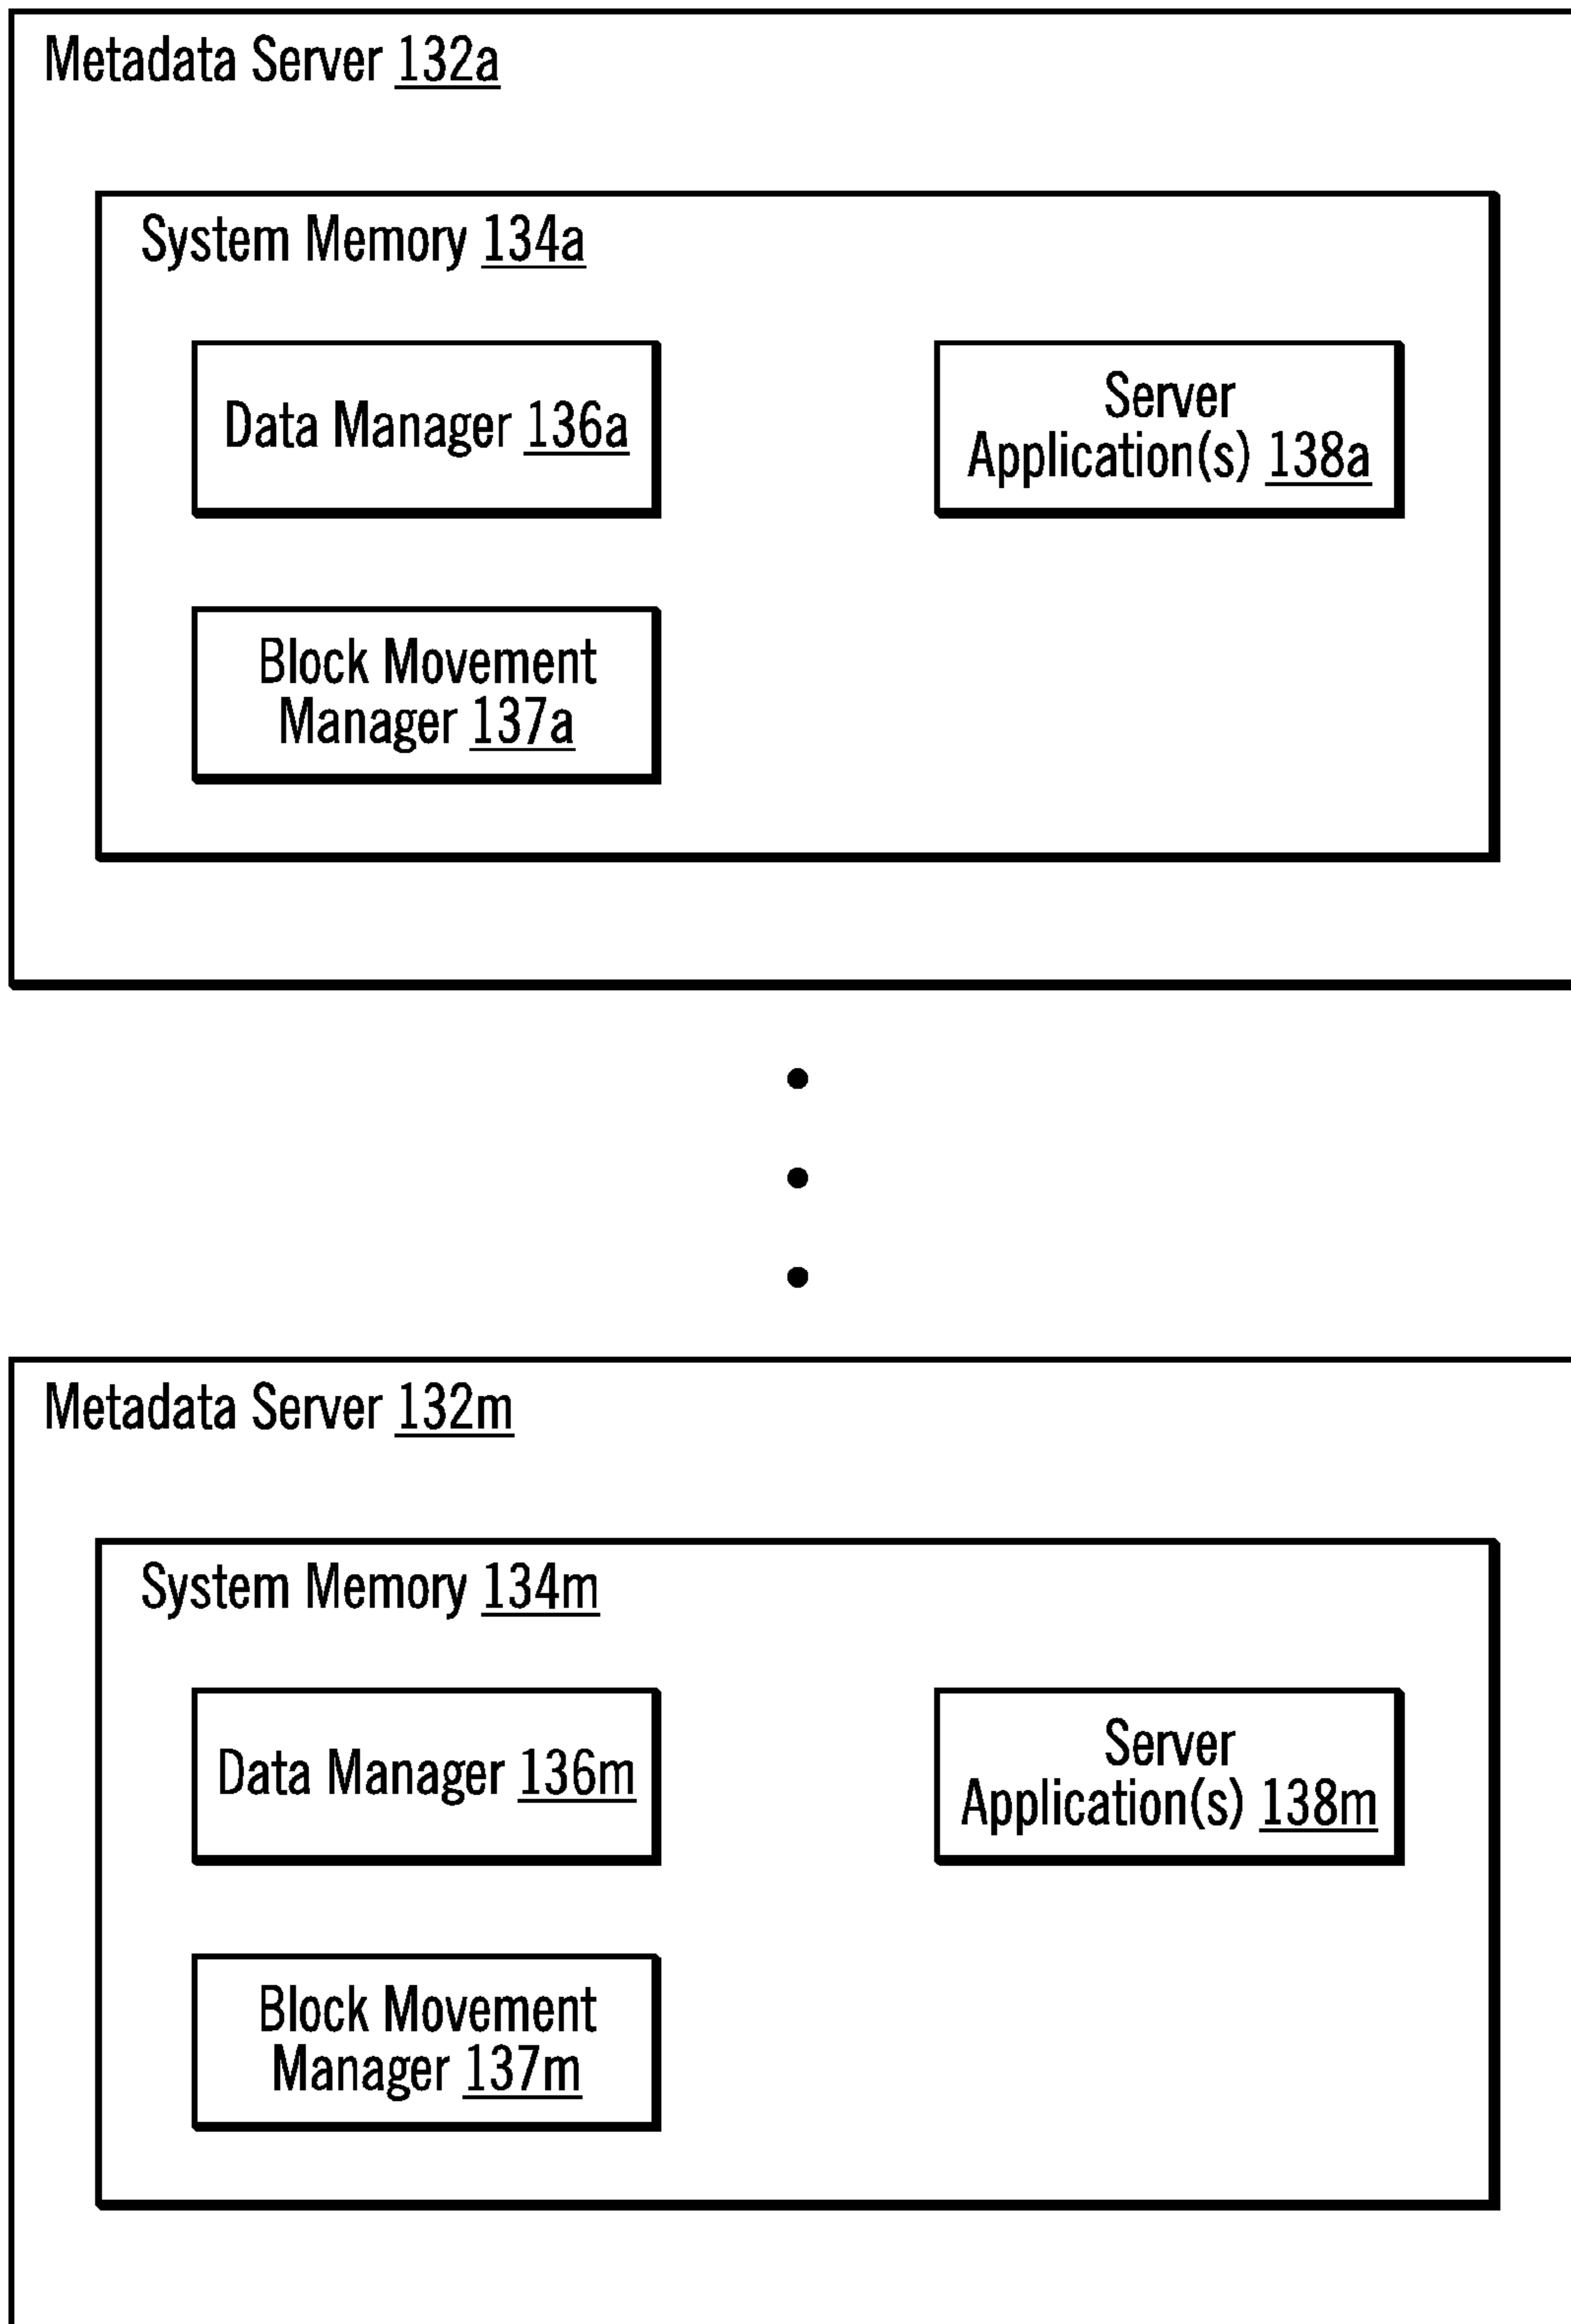 Metadata Server 132a
System Memory 134a
Data Manager 136a
Server
Application(s) 138a
Block Movement
Manager 137a
Metadata Server 132m
System Memory 134m
Data Manager 136m
Server
Application(s) 138m
Block Movement
Manager 137m